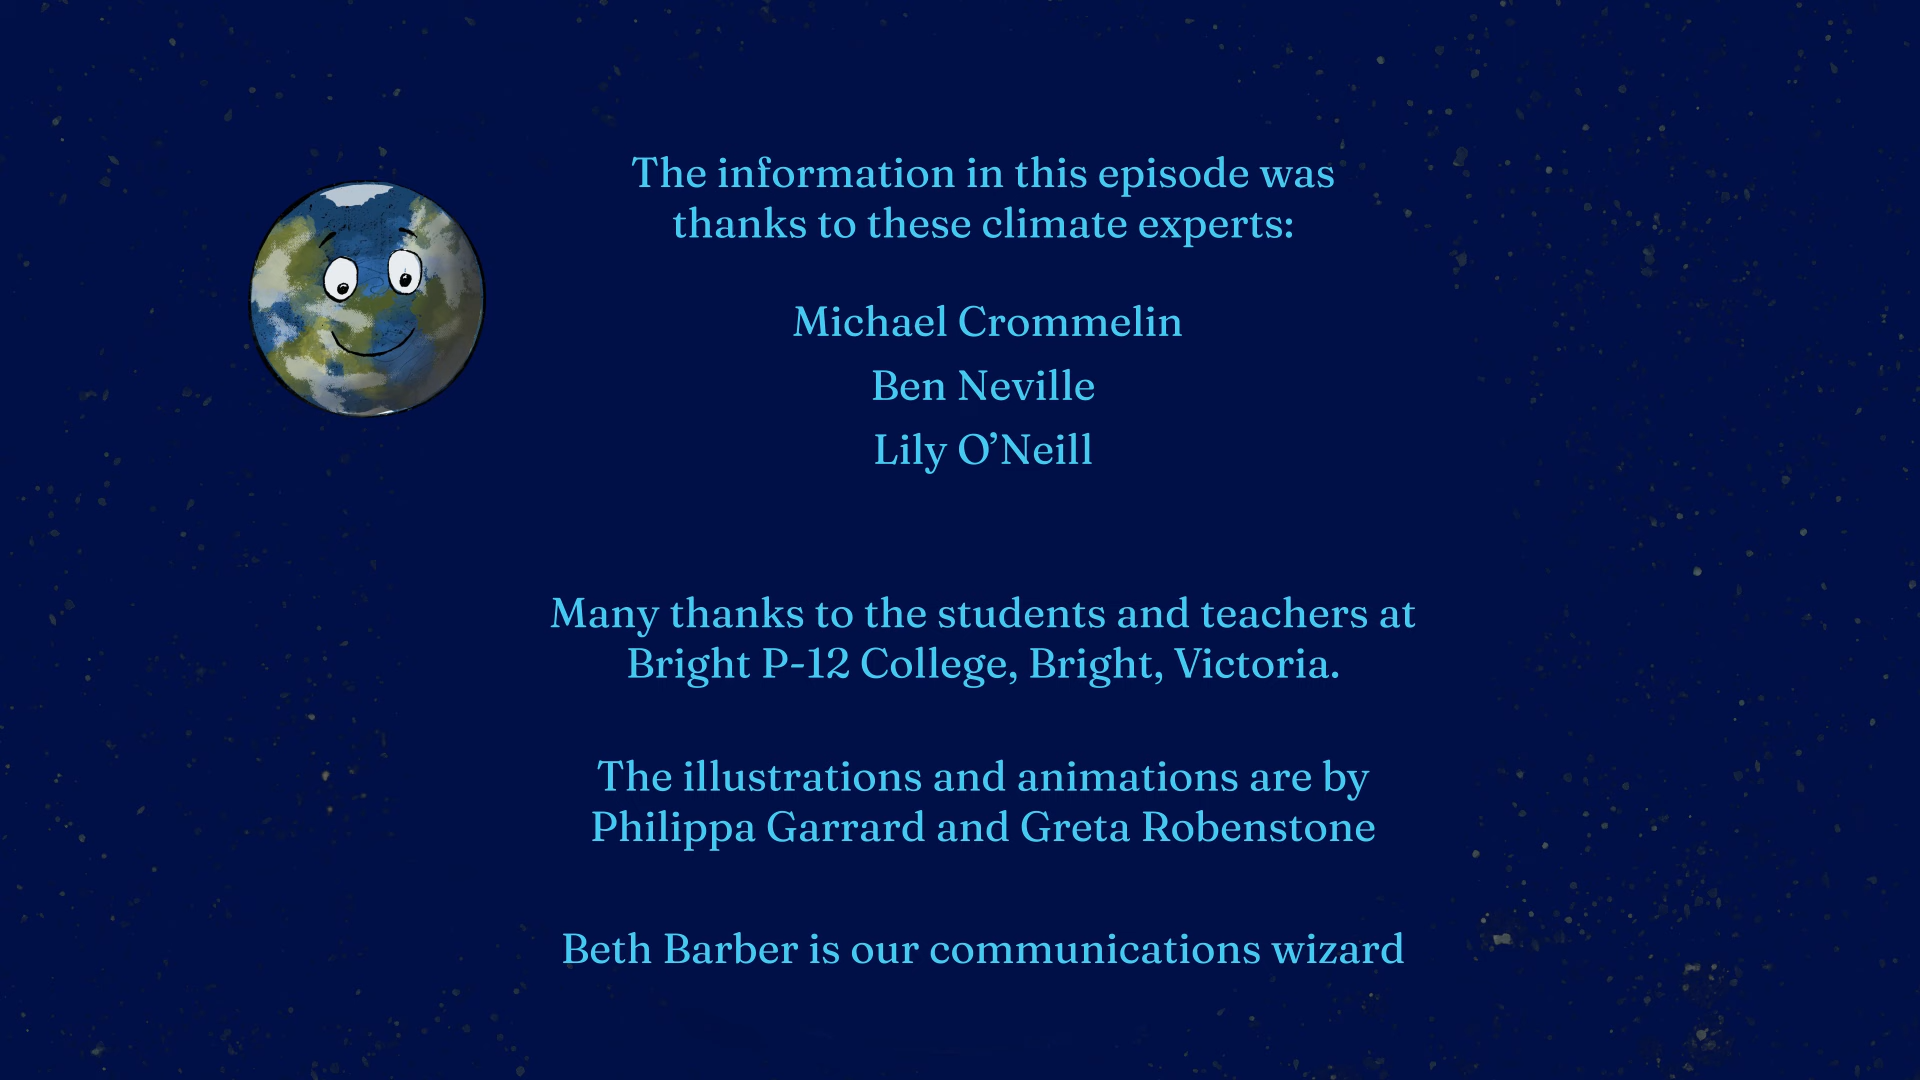 The information in this episode was
thanks to these climate experts:
Michael Crommelin
Ben Neville
Lily O’Neill
Many thanks to the students and teachers at
Bright P-12 College, Bright, Victoria.
The illustrations and animations are by
Philippa Garrard and Greta Robenstone
Beth Barber is our communications wizard